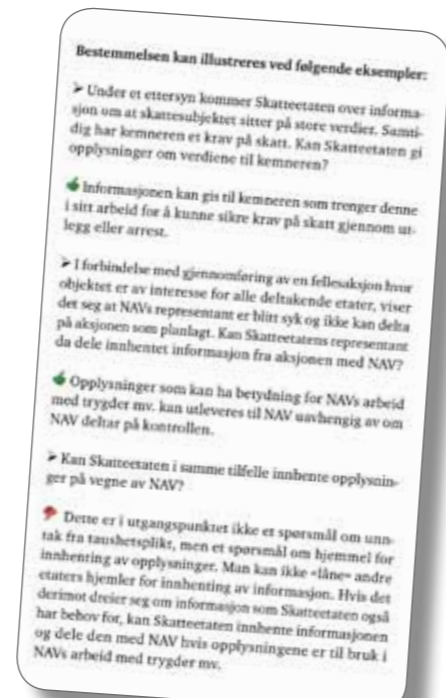 Bestemmelsen kan illustreres ved følgende eksempler:
➤ Under et ettersyn kommer Skatteetaten over informa-
sjon om at skattesubjektet sitter på store verdier. Samti-
dig har kemneren et krav på skatt. Kan Skatteetaten gi
opplysninger om verdiene til kemneren?
Informasjonen kan gis til kemneren som trenger denne
i sitt arbeid for å kunne sikre krav på skatt gjennom ut-
legg eller arrest.
➤ I forbindelse med gjennomføring av en fellesaksjon hvor
objektet er av interesse for alle deltakende etater, viser
det seg at NAVs representant er blitt syk og ikke kan delta
på aksjonen som planlagt. Kan Skatteetatens representant
da dele innhentet informasjon fra aksjonen med NAV?
Opplysninger som kan ha betydning for NAVs arbeid
med trygder mv. kan utleveres til NAV uavhengig av om
NAV deltar på kontrollen.
➤ Kan Skatteetaten i samme tilfelle innhente opplysnin-
ger på vegne av NAV?
Dette er i utgangspunktet ikke et spørsmål om unn-
tak fra taushetsplikt, men et spørsmål om hjemmel for
innhenting av opplysninger. Man kan ikke «låne» andre
etaters hjemler for innhenting av informasjon. Hvis det
derimot dreier seg om informasjon som Skatteetaten også
har behov for, kan Skatteetaten innhente informasjonen
og dele den med NAV hvis opplysningene er til bruk i
NAVs arbeid med trygder mv.